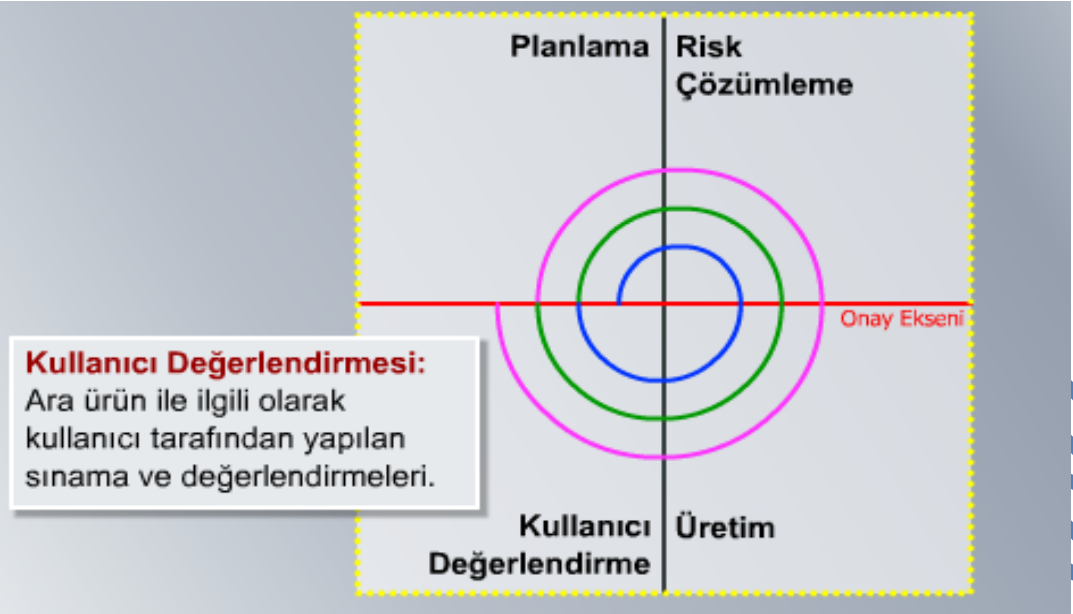 Planlama
Risk
Çözümleme
Onay Ekseni
Kullanıcı Değerlendirmesi:
Ara ürün ile ilgili olarak
kullanıcı tarafından yapılan
sınama ve değerlendirmeleri.
Kullanıcı
Değerlendirme
Üretim